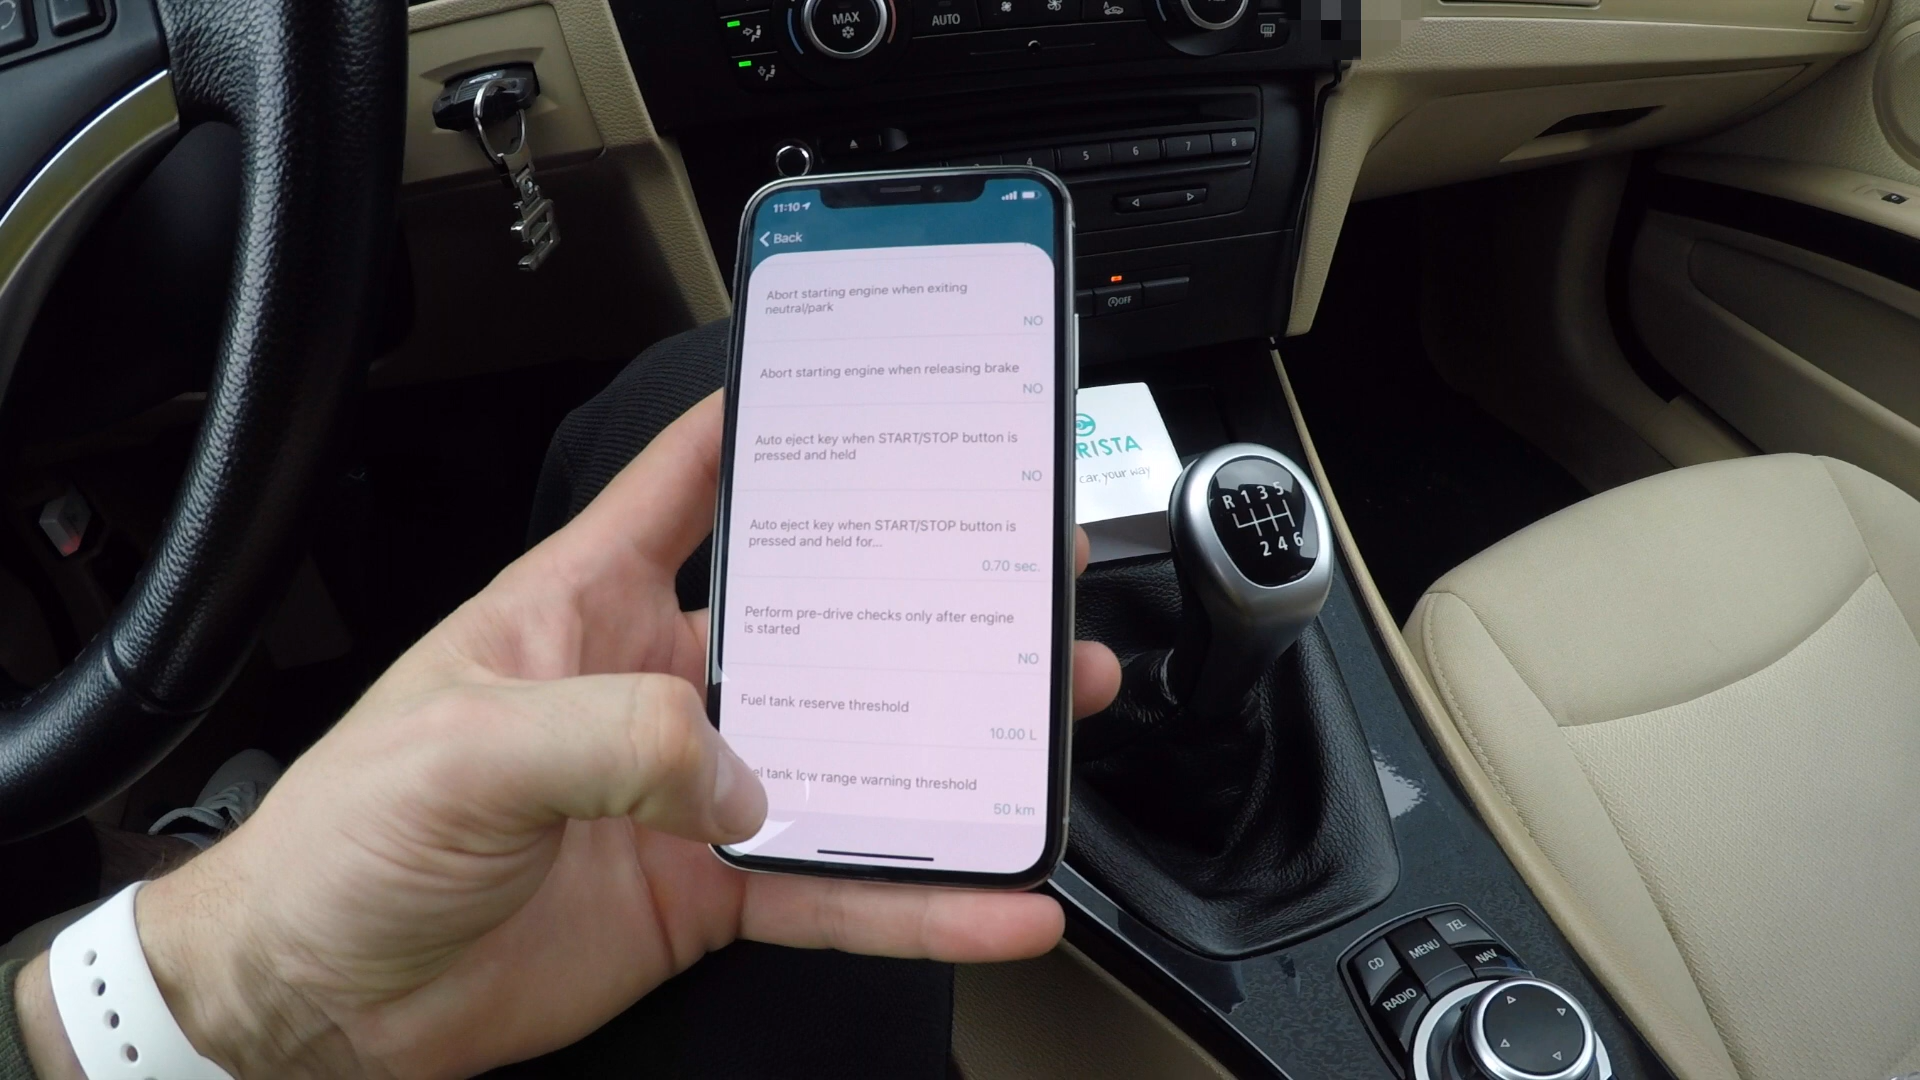 MAX
AUTO
4
5
6
7
8
OFF
11:10
Back
Abort starting engine when exiting
neutral/park
NO
Abort starting engine when releasing brake
NO
Auto eject key when START/STOP button is
pressed and held
NO
Auto eject key when START/STOP button is
pressed and held for...
0.70 sec.
Perform pre-drive checks only after engine
is started
NO
Fuel tank reserve threshold
10.00 L
tank low range warning threshold
50 km
RISTA
car, your way
R 1 3 5
2 4 6
CD
MENU
TEL
RADIO
NAV